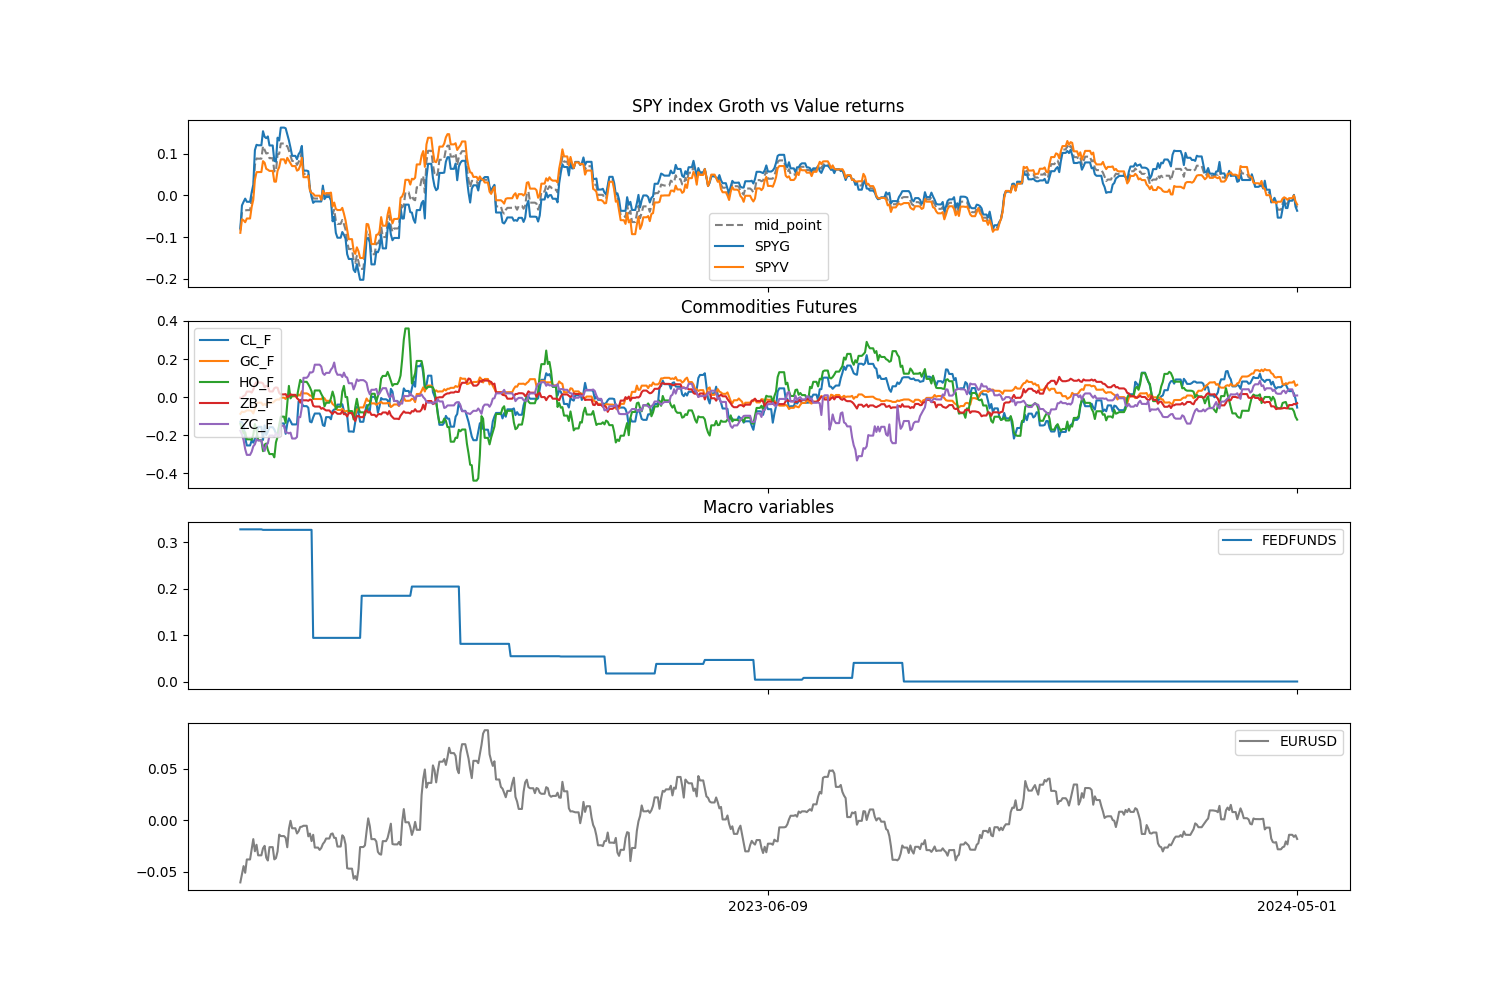 SPY index Groth vs Value returns
0.1
0.0
−0.1
−0.2
mid_point
SPYG
SPYV
Commodities Futures
0.4
0.2
0.0
−0.2
−0.4
CL_F
GC_F
HO_F
ZB_F
ZC_F
Macro variables
0.3
0.2
0.1
0.0
FEDFUNDS
0.05
0.00
−0.05
EURUSD
2023-06-09
2024-05-01